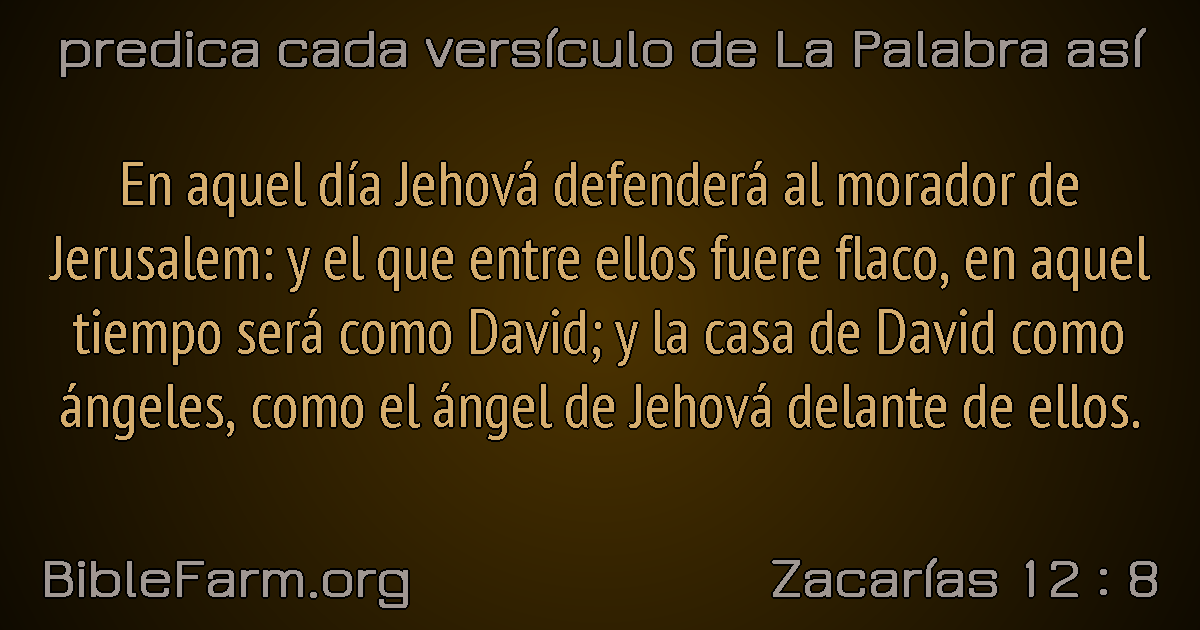 predica cada versículo de La Palabra así
En aquel día Jehová defenderá al morador de
Jerusalem: y el que entre ellos fuere flaco, en aquel
tiempo será como David; y la casa de David como
ángeles, como el ángel de Jehová delante de ellos.
BibleFarm.org
Zacarías 12 : 8